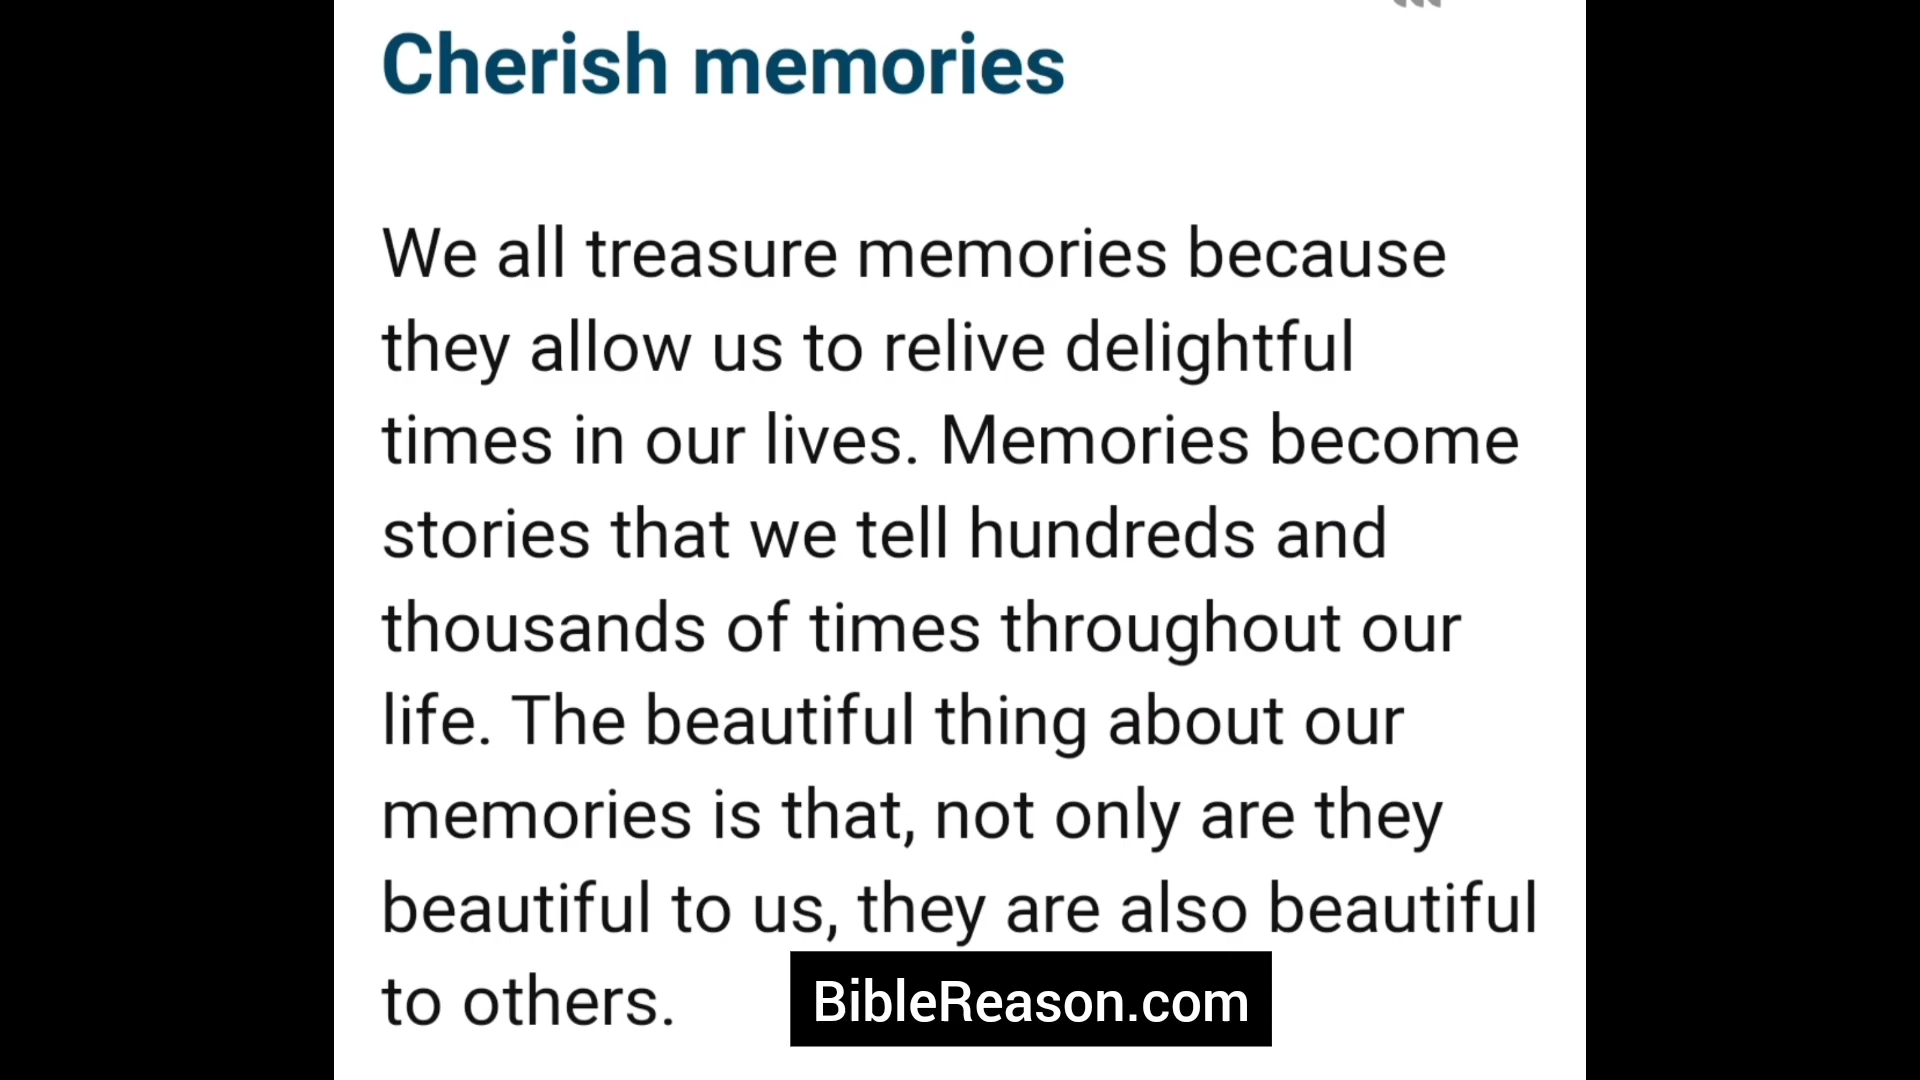 Cherish memories
We all treasure memories because
they allow us to relive delightful
times in our lives. Memories become
stories that we tell hundreds and
thousands of times throughout our
life. The beautiful thing about our
memories is that, not only are they
beautiful to us, they are also beautiful
to others.
BibleReason.com